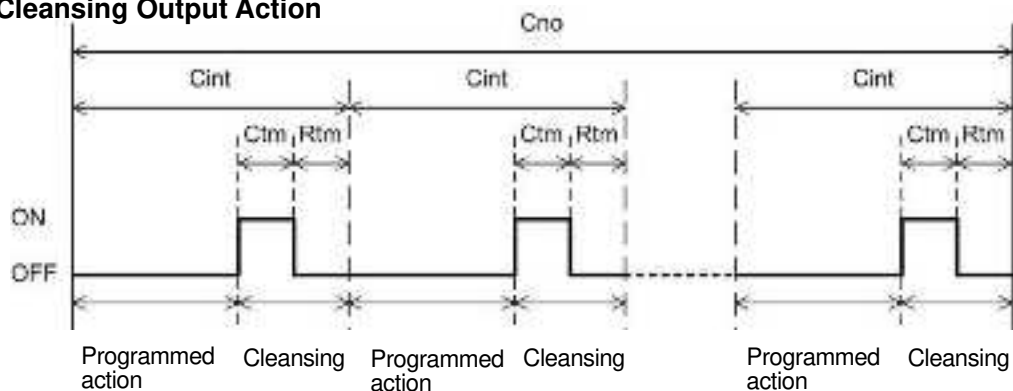 Cleansing Output Action
Cno
Cint Cint Cint
Ctm Rtm Ctm Rtm Ctm Rtm
ON
OFF
Programmed action Cleansing Programmed action Cleansing Programmed action Cleansing